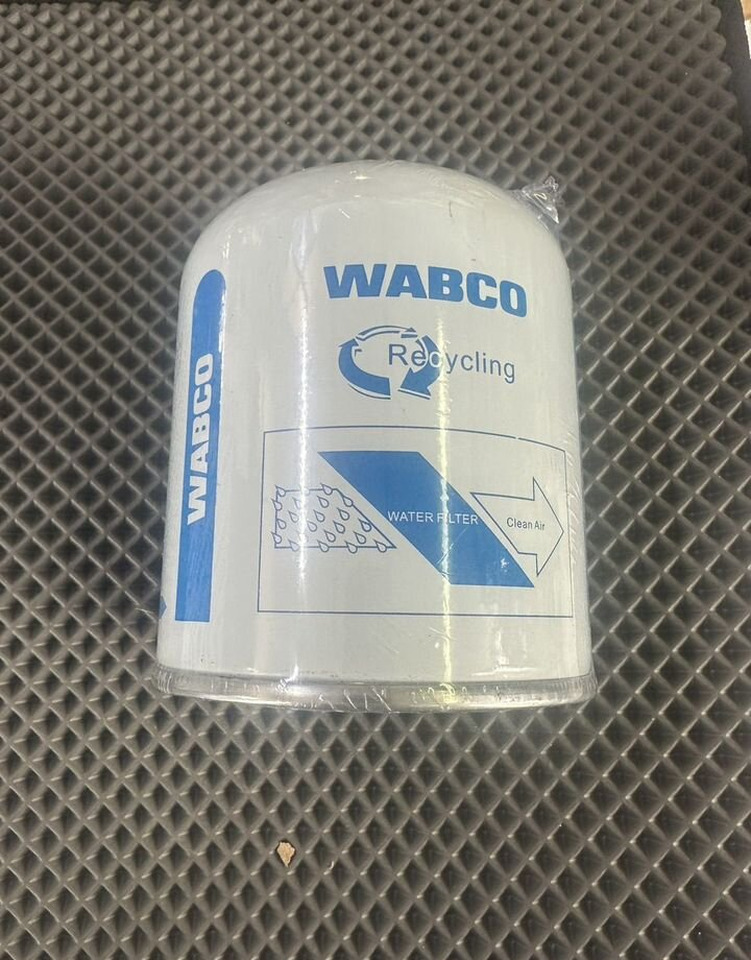 WABCO
Recycling
WABCO
WATER FILTER
Clean Air